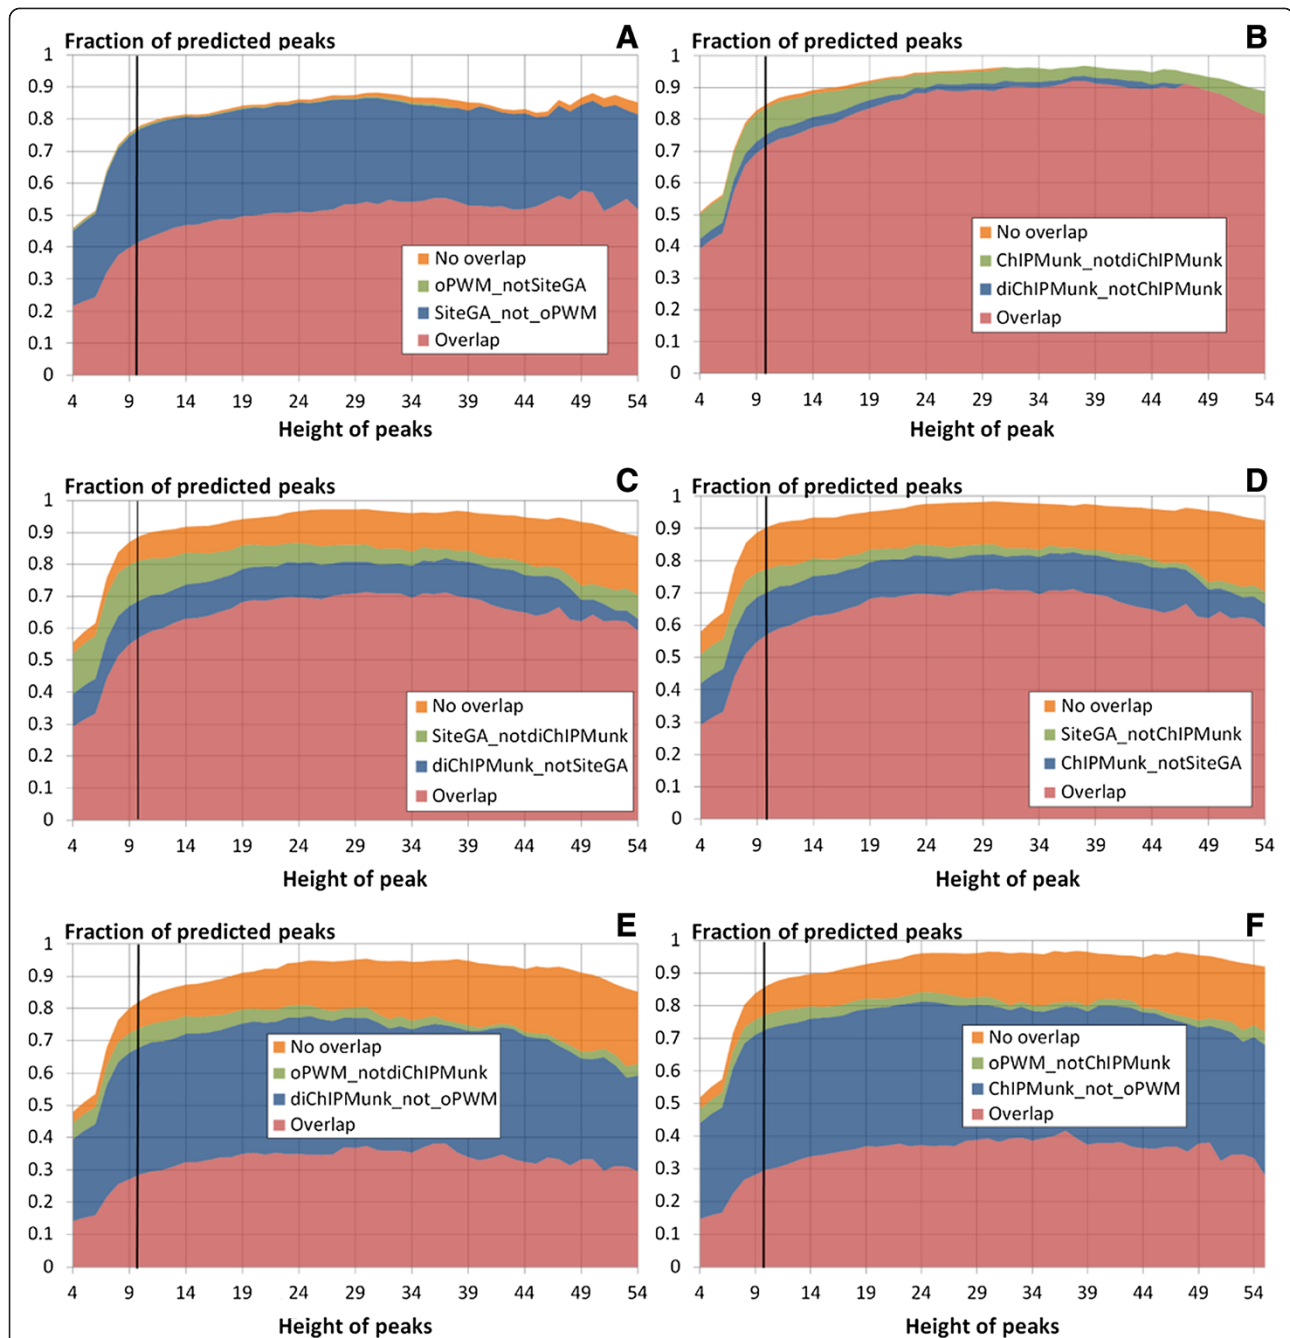 Fraction of predicted peaks A
1
0.9
0.8
0.7
0.6
0.5
0.4
0.3
0.2
0.1
0
No overlap
oPWM_notSiteGA
SiteGA_not_oPWM
Overlap
4 9 14 19 24 29 34 39 44 49 54
Height of peaks
Fraction of predicted peaks B
1
0.9
0.8
0.7
0.6
0.5
0.4
0.3
0.2
0.1
0
No overlap
ChIPMunk_notdiChIPMunk
diChIPMunk_notChIPMunk
Overlap
4 9 14 19 24 29 34 39 44 49 54
Height of peak
Fraction of predicted peaks C
1
0.9
0.8
0.7
0.6
0.5
0.4
0.3
0.2
0.1
0
No overlap
SiteGA_notdiChIPMunk
diChIPMunk_notSiteGA
Overlap
4 9 14 19 24 29 34 39 44 49 54
Height of peak
Fraction of predicted peaks D
1
0.9
0.8
0.7
0.6
0.5
0.4
0.3
0.2
0.1
0
No overlap
SiteGA_notChIPMunk
ChIPMunk_notSiteGA
Overlap
4 9 14 19 24 29 34 39 44 49 54
Height of peak
Fraction of predicted peaks E
1
0.9
0.8
0.7
0.6
0.5
0.4
0.3
0.2
0.1
0
No overlap
oPWM_notdiChIPMunk
diChIPMunk_not_oPWM
Overlap
4 9 14 19 24 29 34 39 44 49 54
Height of peaks
Fraction of predicted peaks F
1
0.9
0.8
0.7
0.6
0.5
0.4
0.3
0.2
0.1
0
No overlap
oPWM_notChIPMunk
ChIPMunk_not_oPWM
Overlap
4 9 14 19 24 29 34 39 44 49 54
Height of peaks